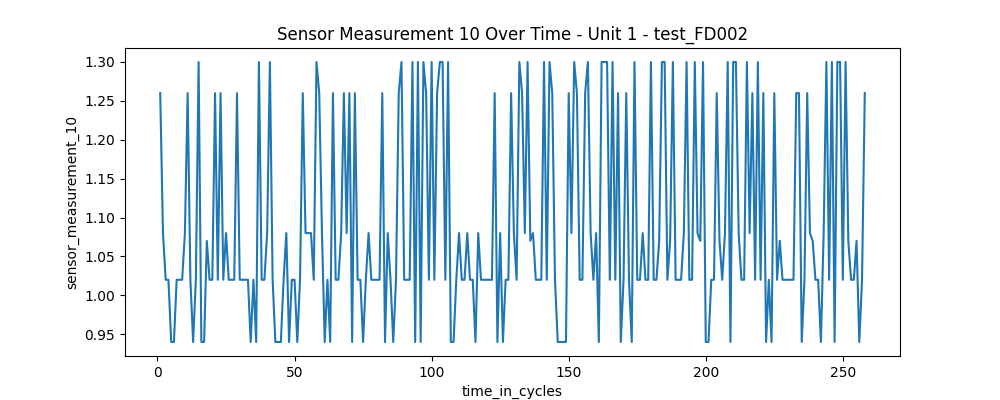 Sensor Measurement 10 Over Time - Unit 1 - test_FD002
sensor_measurement_10
1.30
1.25
1.20
1.15
1.10
1.05
1.00
0.95
0 50 100 150 200 250
time_in_cycles